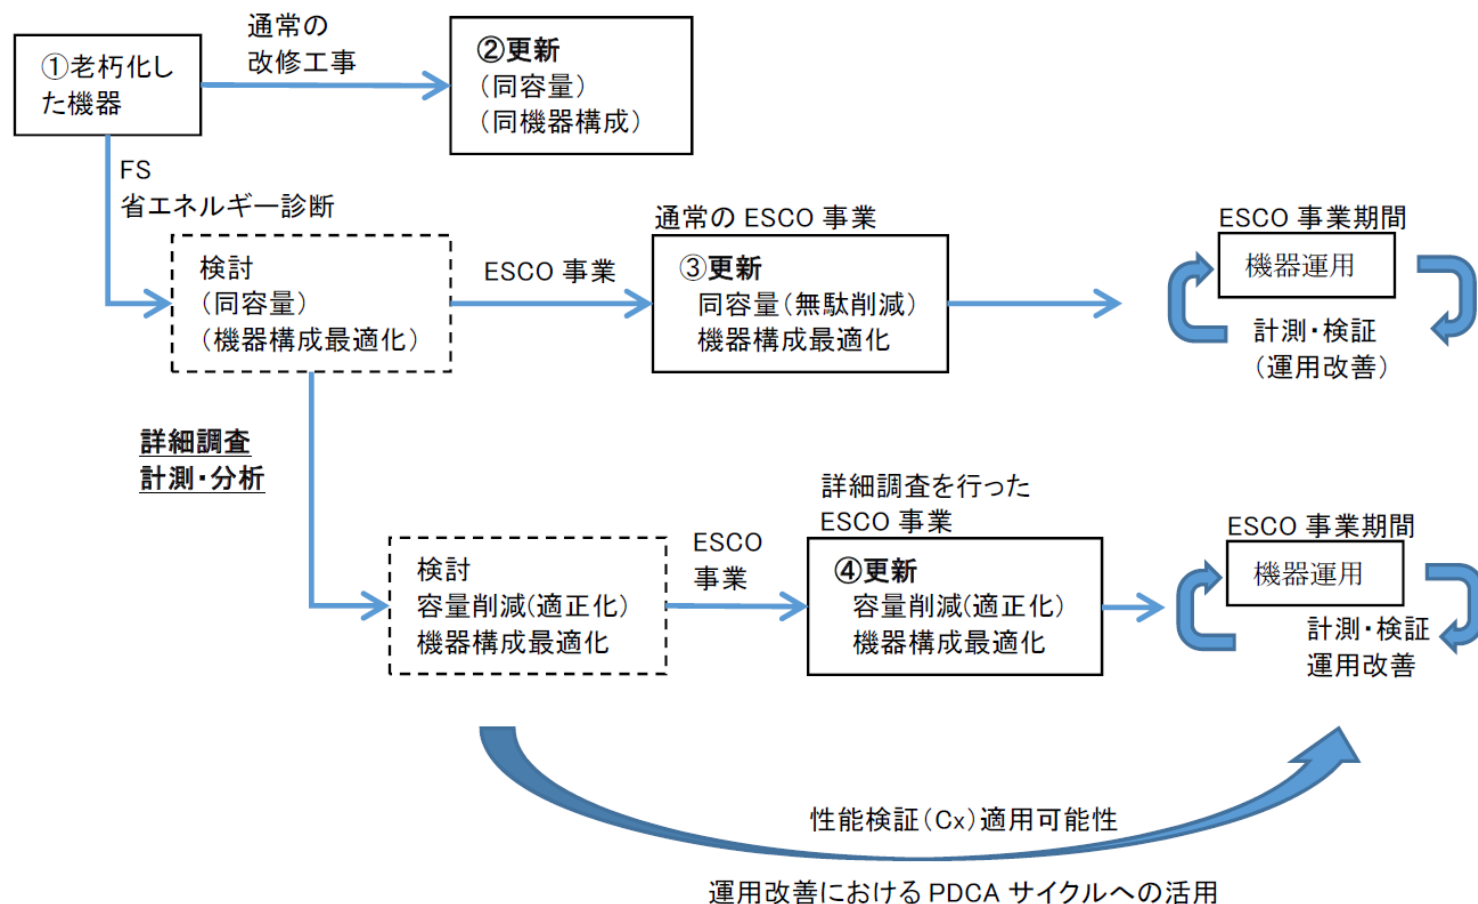 通常の
改修工事
①老朽化し
た機器
②更新
（同容量）
（同機器構成）
FS
省エネルギー診断
検討
（同容量）
（機器構成最適化）
ESCO 事業
通常の ESCO 事業
③更新
同容量（無駄削減）
機器構成最適化
ESCO 事業期間
機器運用
計測・検証
（運用改善）
詳細調査
計測・分析
検討
容量削減(適正化)
機器構成最適化
ESCO
事業
詳細調査を行った
ESCO 事業
④更新
容量削減(適正化)
機器構成最適化
ESCO 事業期間
機器運用
計測・検証
運用改善
性能検証（Cx）適用可能性
運用改善における PDCA サイクルへの活用